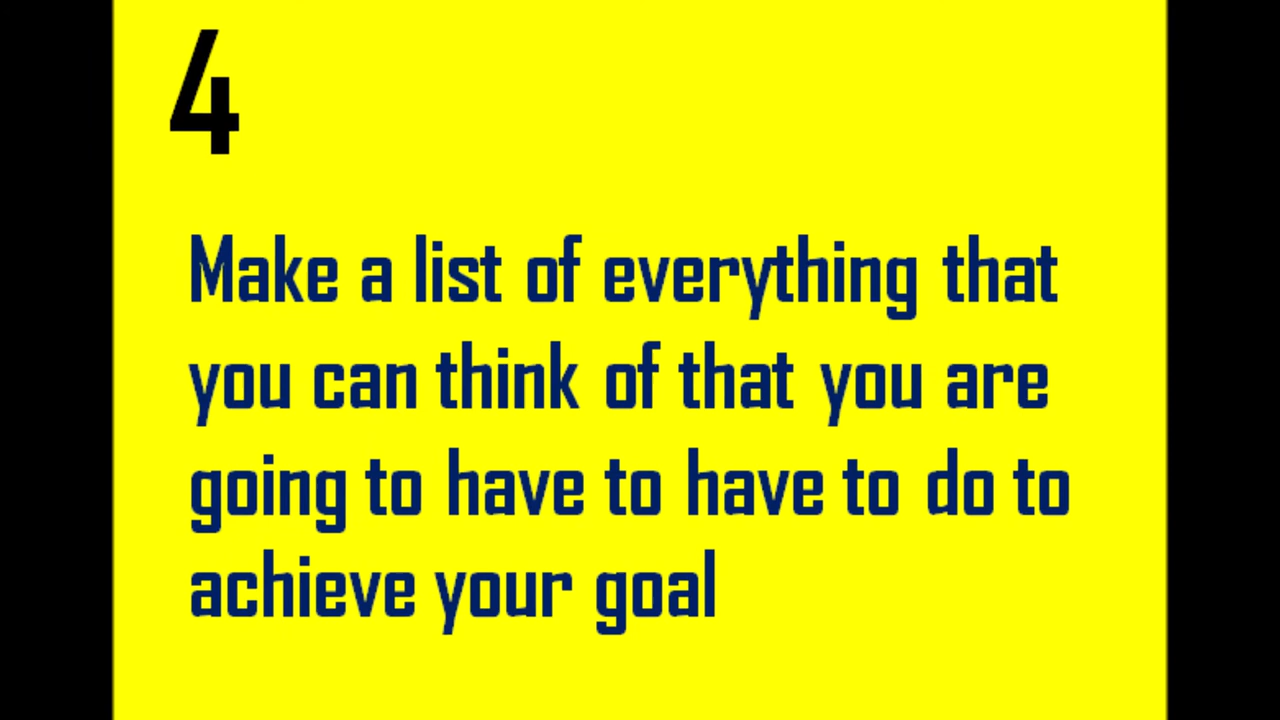 4
Make a list of everything that
you can think of that you are
going to have to have to do to
achieve your goal